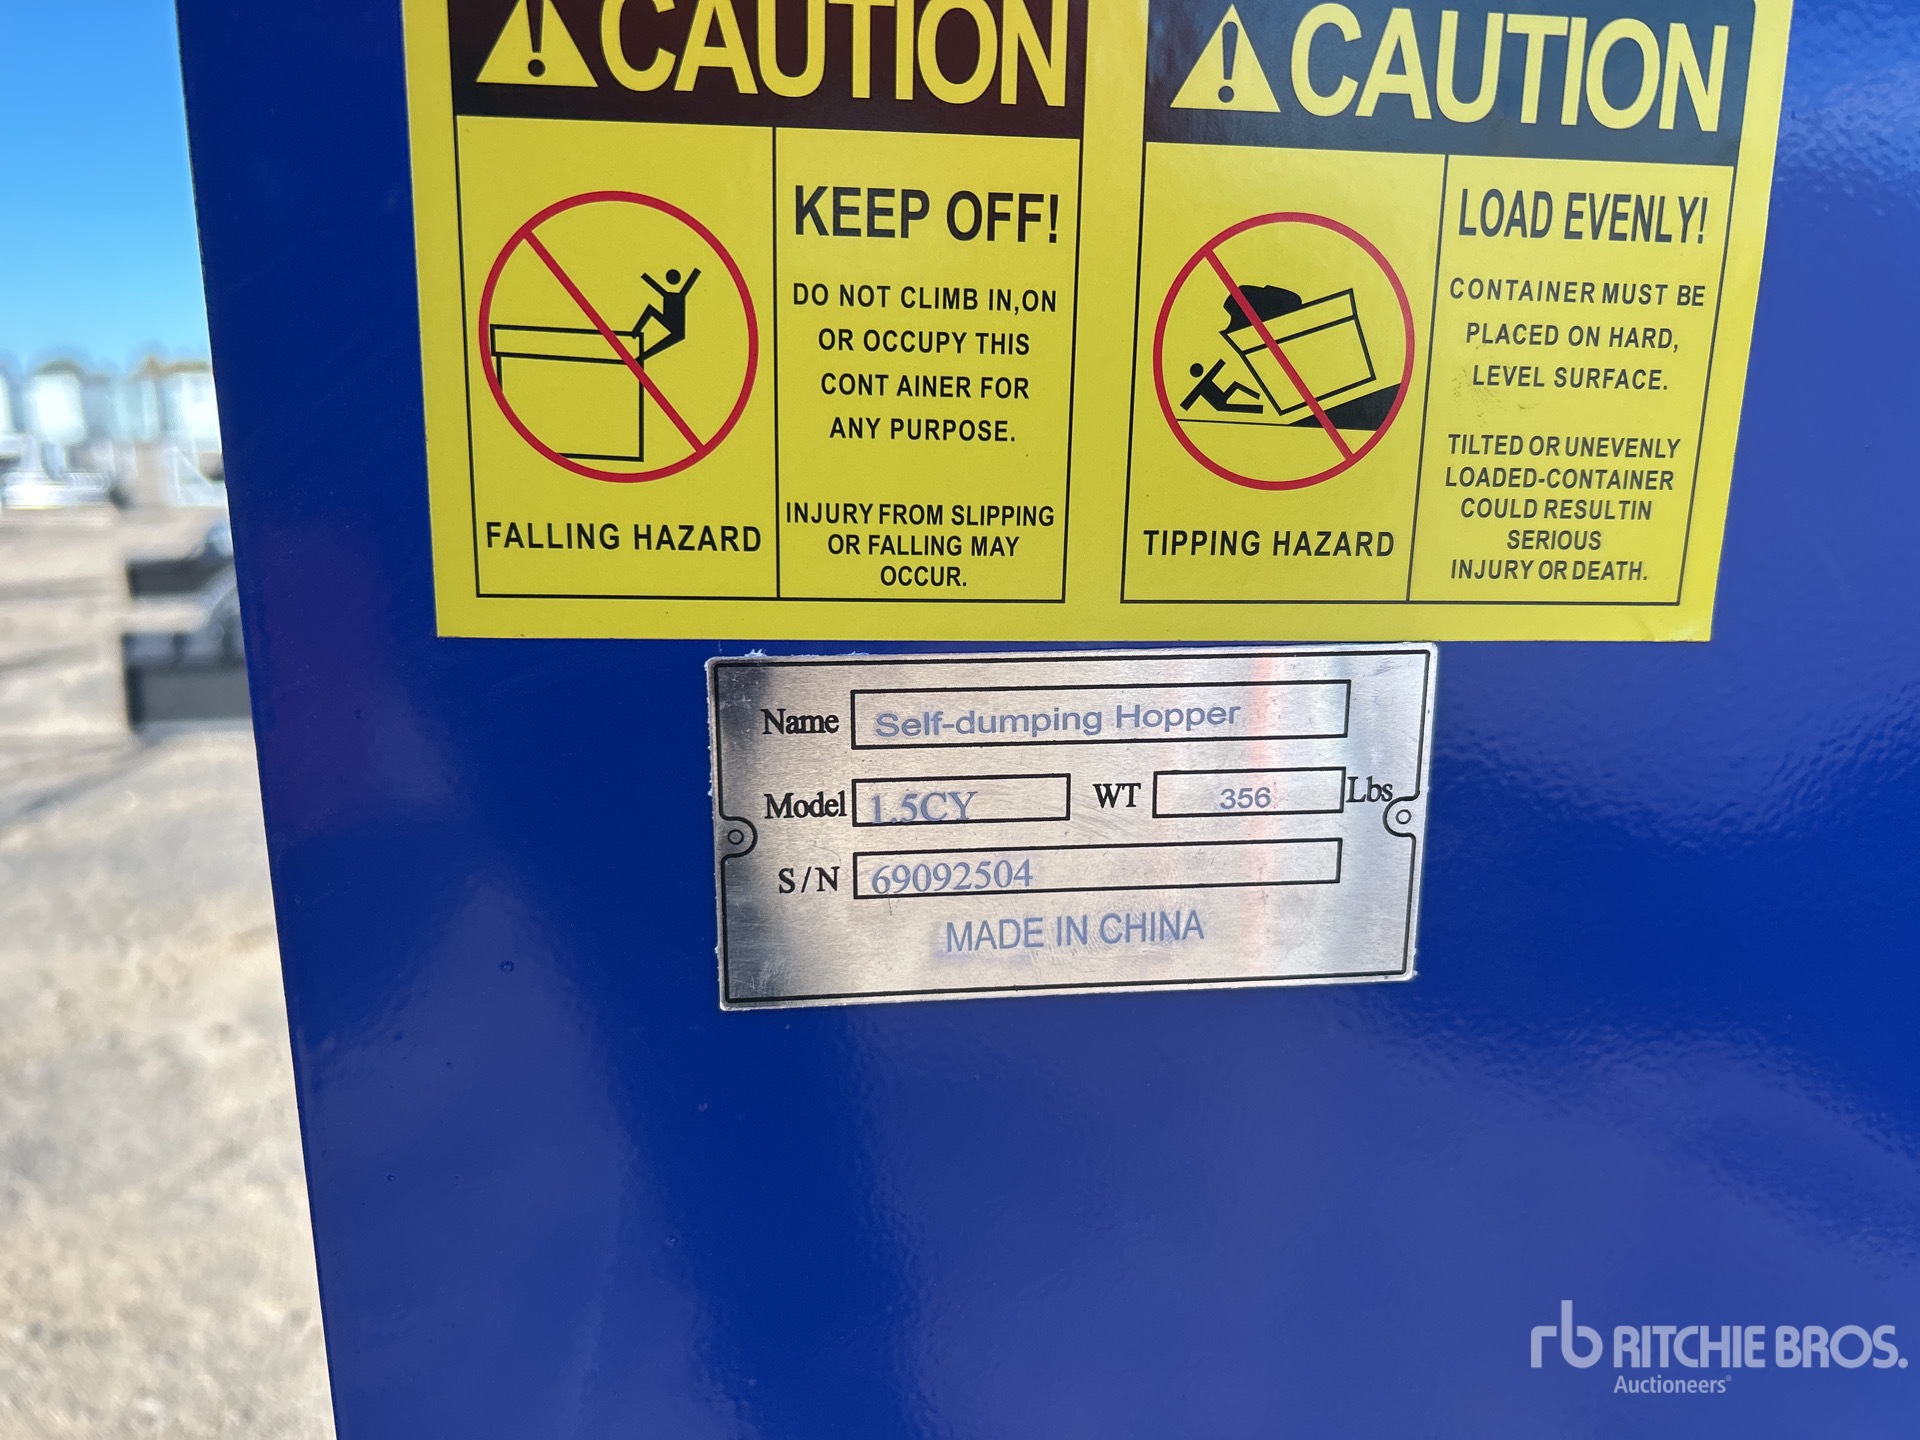 CAUTION
KEEP OFF!
DO NOT CLIMB IN,ON
OR OCCUPY THIS
CONT AINER FOR
ANY PURPOSE.
INJURY FROM SLIPPING
OR FALLING MAY
OCCUR.
FALLING HAZARD
CAUTION
LOAD EVENLY!
CONTAINER MUST BE
PLACED ON HARD,
LEVEL SURFACE.
TILTED OR UNEVENLY
LOADED-CONTAINER
COULD RESULTIN
SERIOUS
INJURY OR DEATH.
TIPPING HAZARD
Name Self-dumping Hopper
Model 1.5CY WT 356 Lbs
S/N 69092504
MADE IN CHINA
rb RITCHIE BROS.
Auctioneers